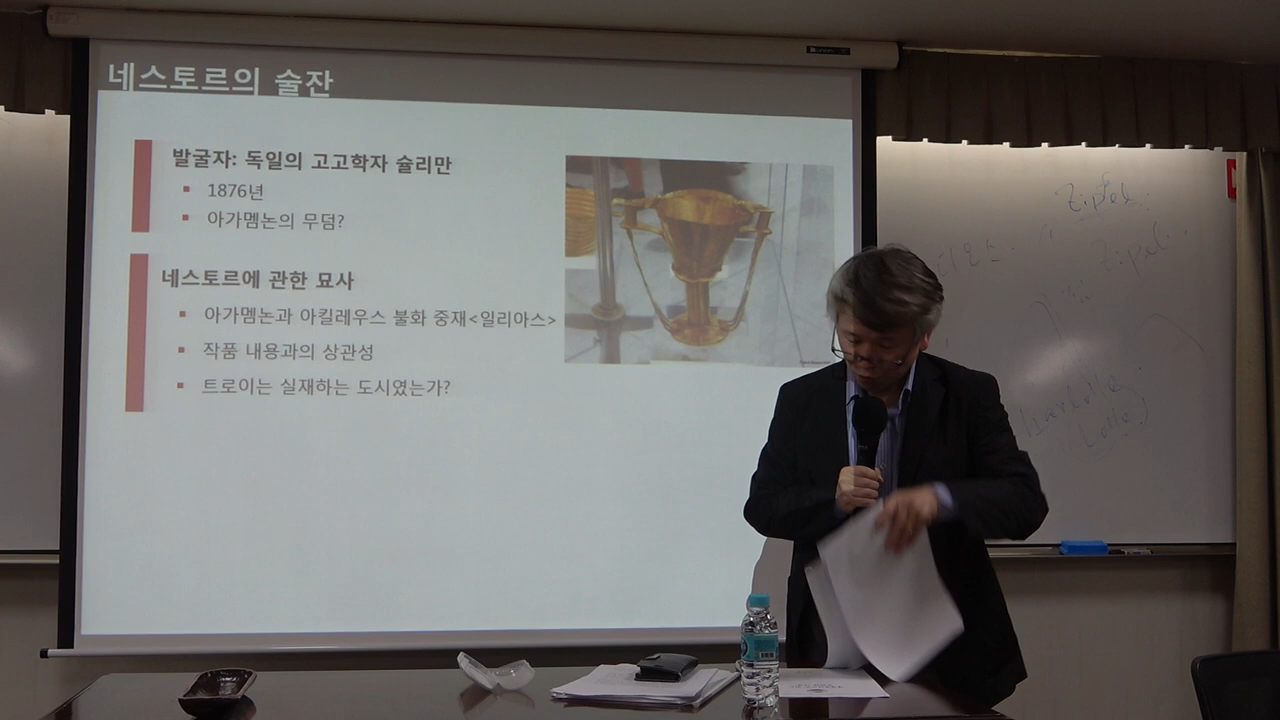 네스토르의 술잔
발굴자: 독일의 고고학자 슐리만
1876년
아가멤논의 무덤?
네스토르에 관한 묘사
아가멤논과 아킬레우스 불화 중재<일리아스>
작품 내용과의 상관성
트로이는 실재하는 도시였는가?
Zipfel
Zipel